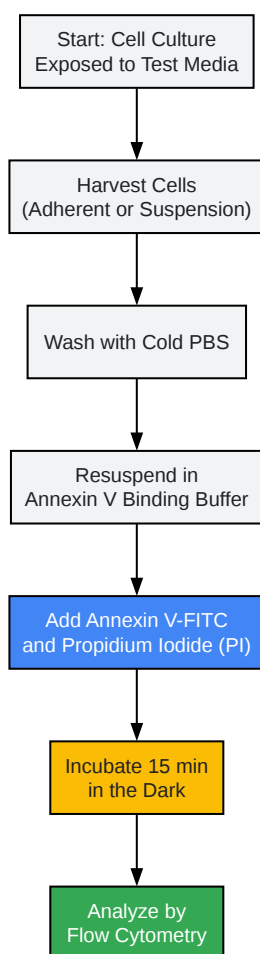 Start: Cell Culture
Exposed to Test Media
Harvest Cells
(Adherent or Suspension)
Wash with Cold PBS
Resuspend in
Annexin V Binding Buffer
Add Annexin V-FITC
and Propidium Iodide (PI)
Incubate 15 min
in the Dark
Analyze by
Flow Cytometry